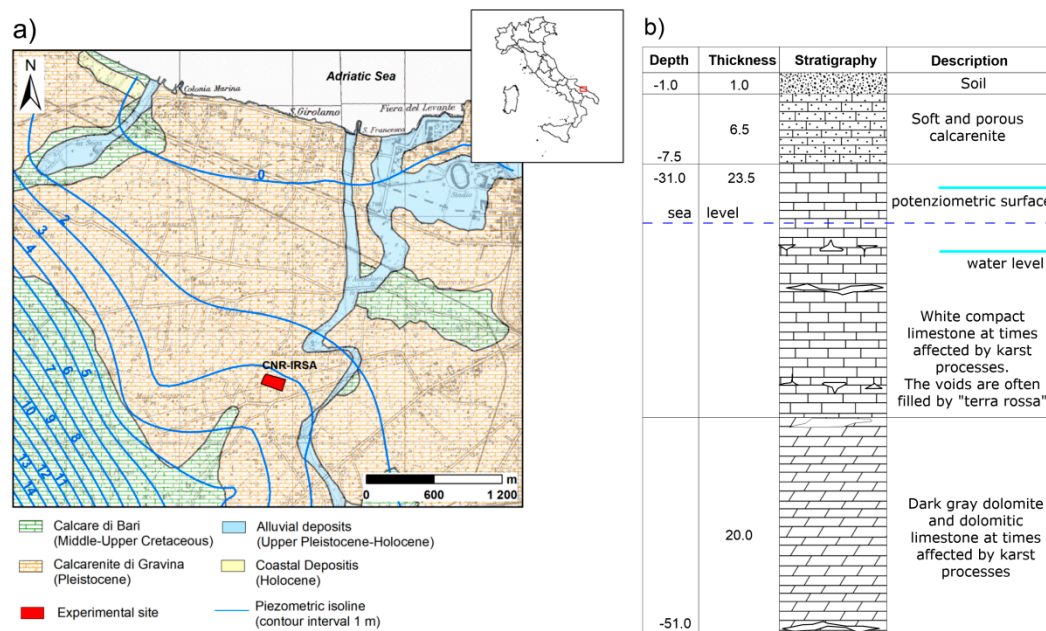 a)
N
Adriatic Sea
Colonia Marina
S. Girolamo
Fiera del Levante
S. Francesco
0
2
3
4
5
6
7
8
9
10
11
12
13
14
CNR-IRSA
m
0 600 1 200
Calcare di Bari
(Middle-Upper Cretaceous)
Alluvial deposits
(Upper Pleistocene-Holocene)
Calcarenite di Gravina
(Pleistocene)
Coastal Depositis
(Holocene)
Experimental site
Piezometric isoline
(contour interval 1 m)
b)
Depth Thickness Stratigraphy Description
-1.0 1.0 Soil
Soft and porous
calcarenite
6.5
-7.5
-31.0 23.5
potenziometric surface
sea level
water level
White compact
limestone at times
affected by karst
processes.
The voids are often
filled by "terra rossa"
Dark gray dolomite
and dolomitic
limestone at times
affected by karst
processes
20.0
-51.0